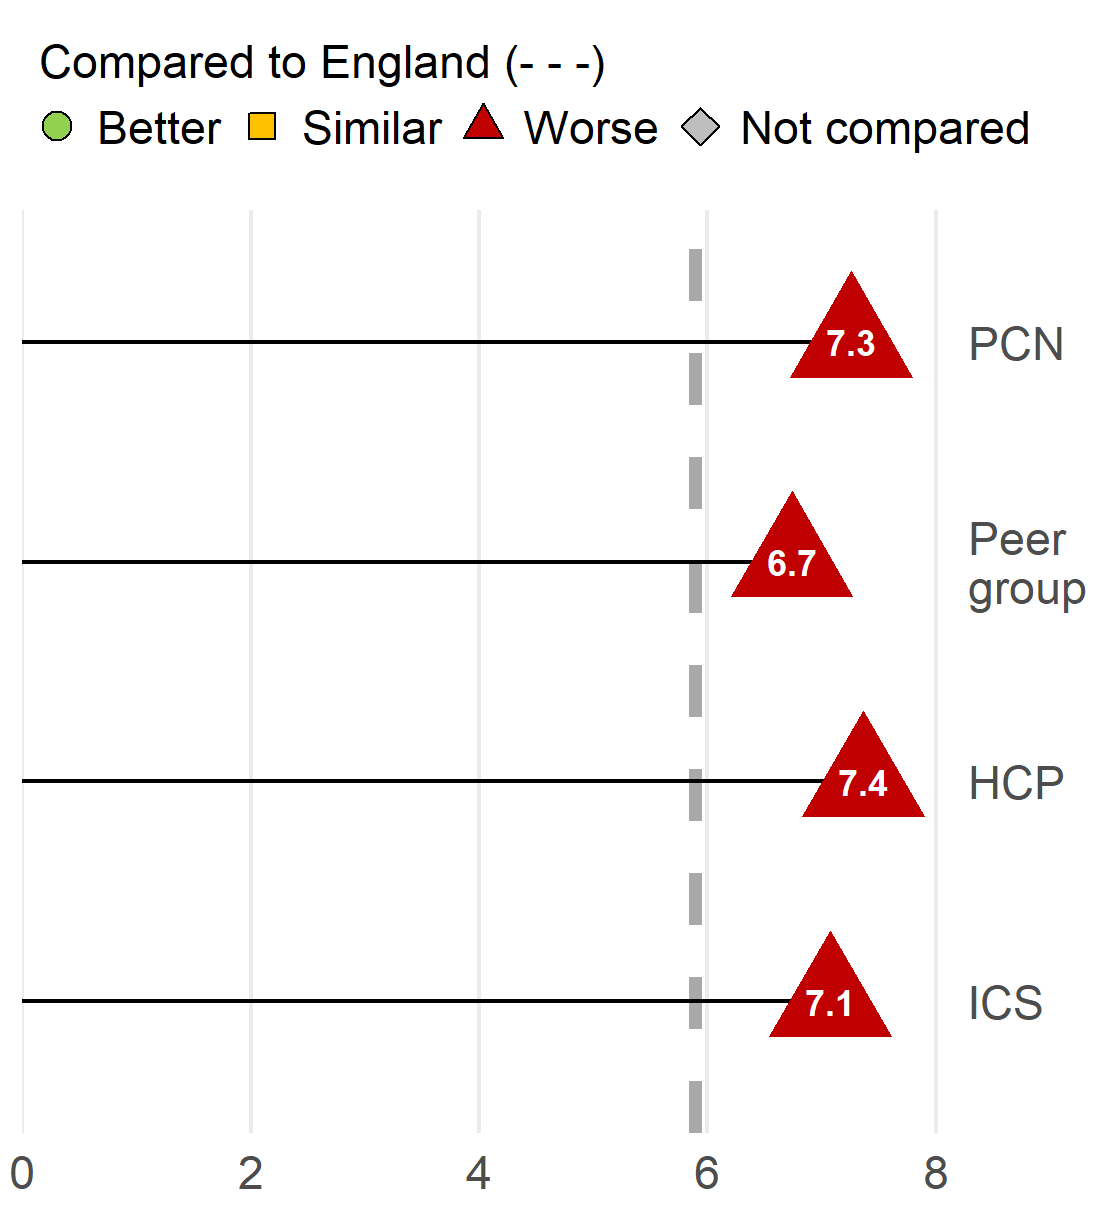 Compared to England (- - -)
Better Similar Worse Not compared
7.3 PCN
6.7 Peer
group
7.4 HCP
7.1 ICS
0 2 4 6 8